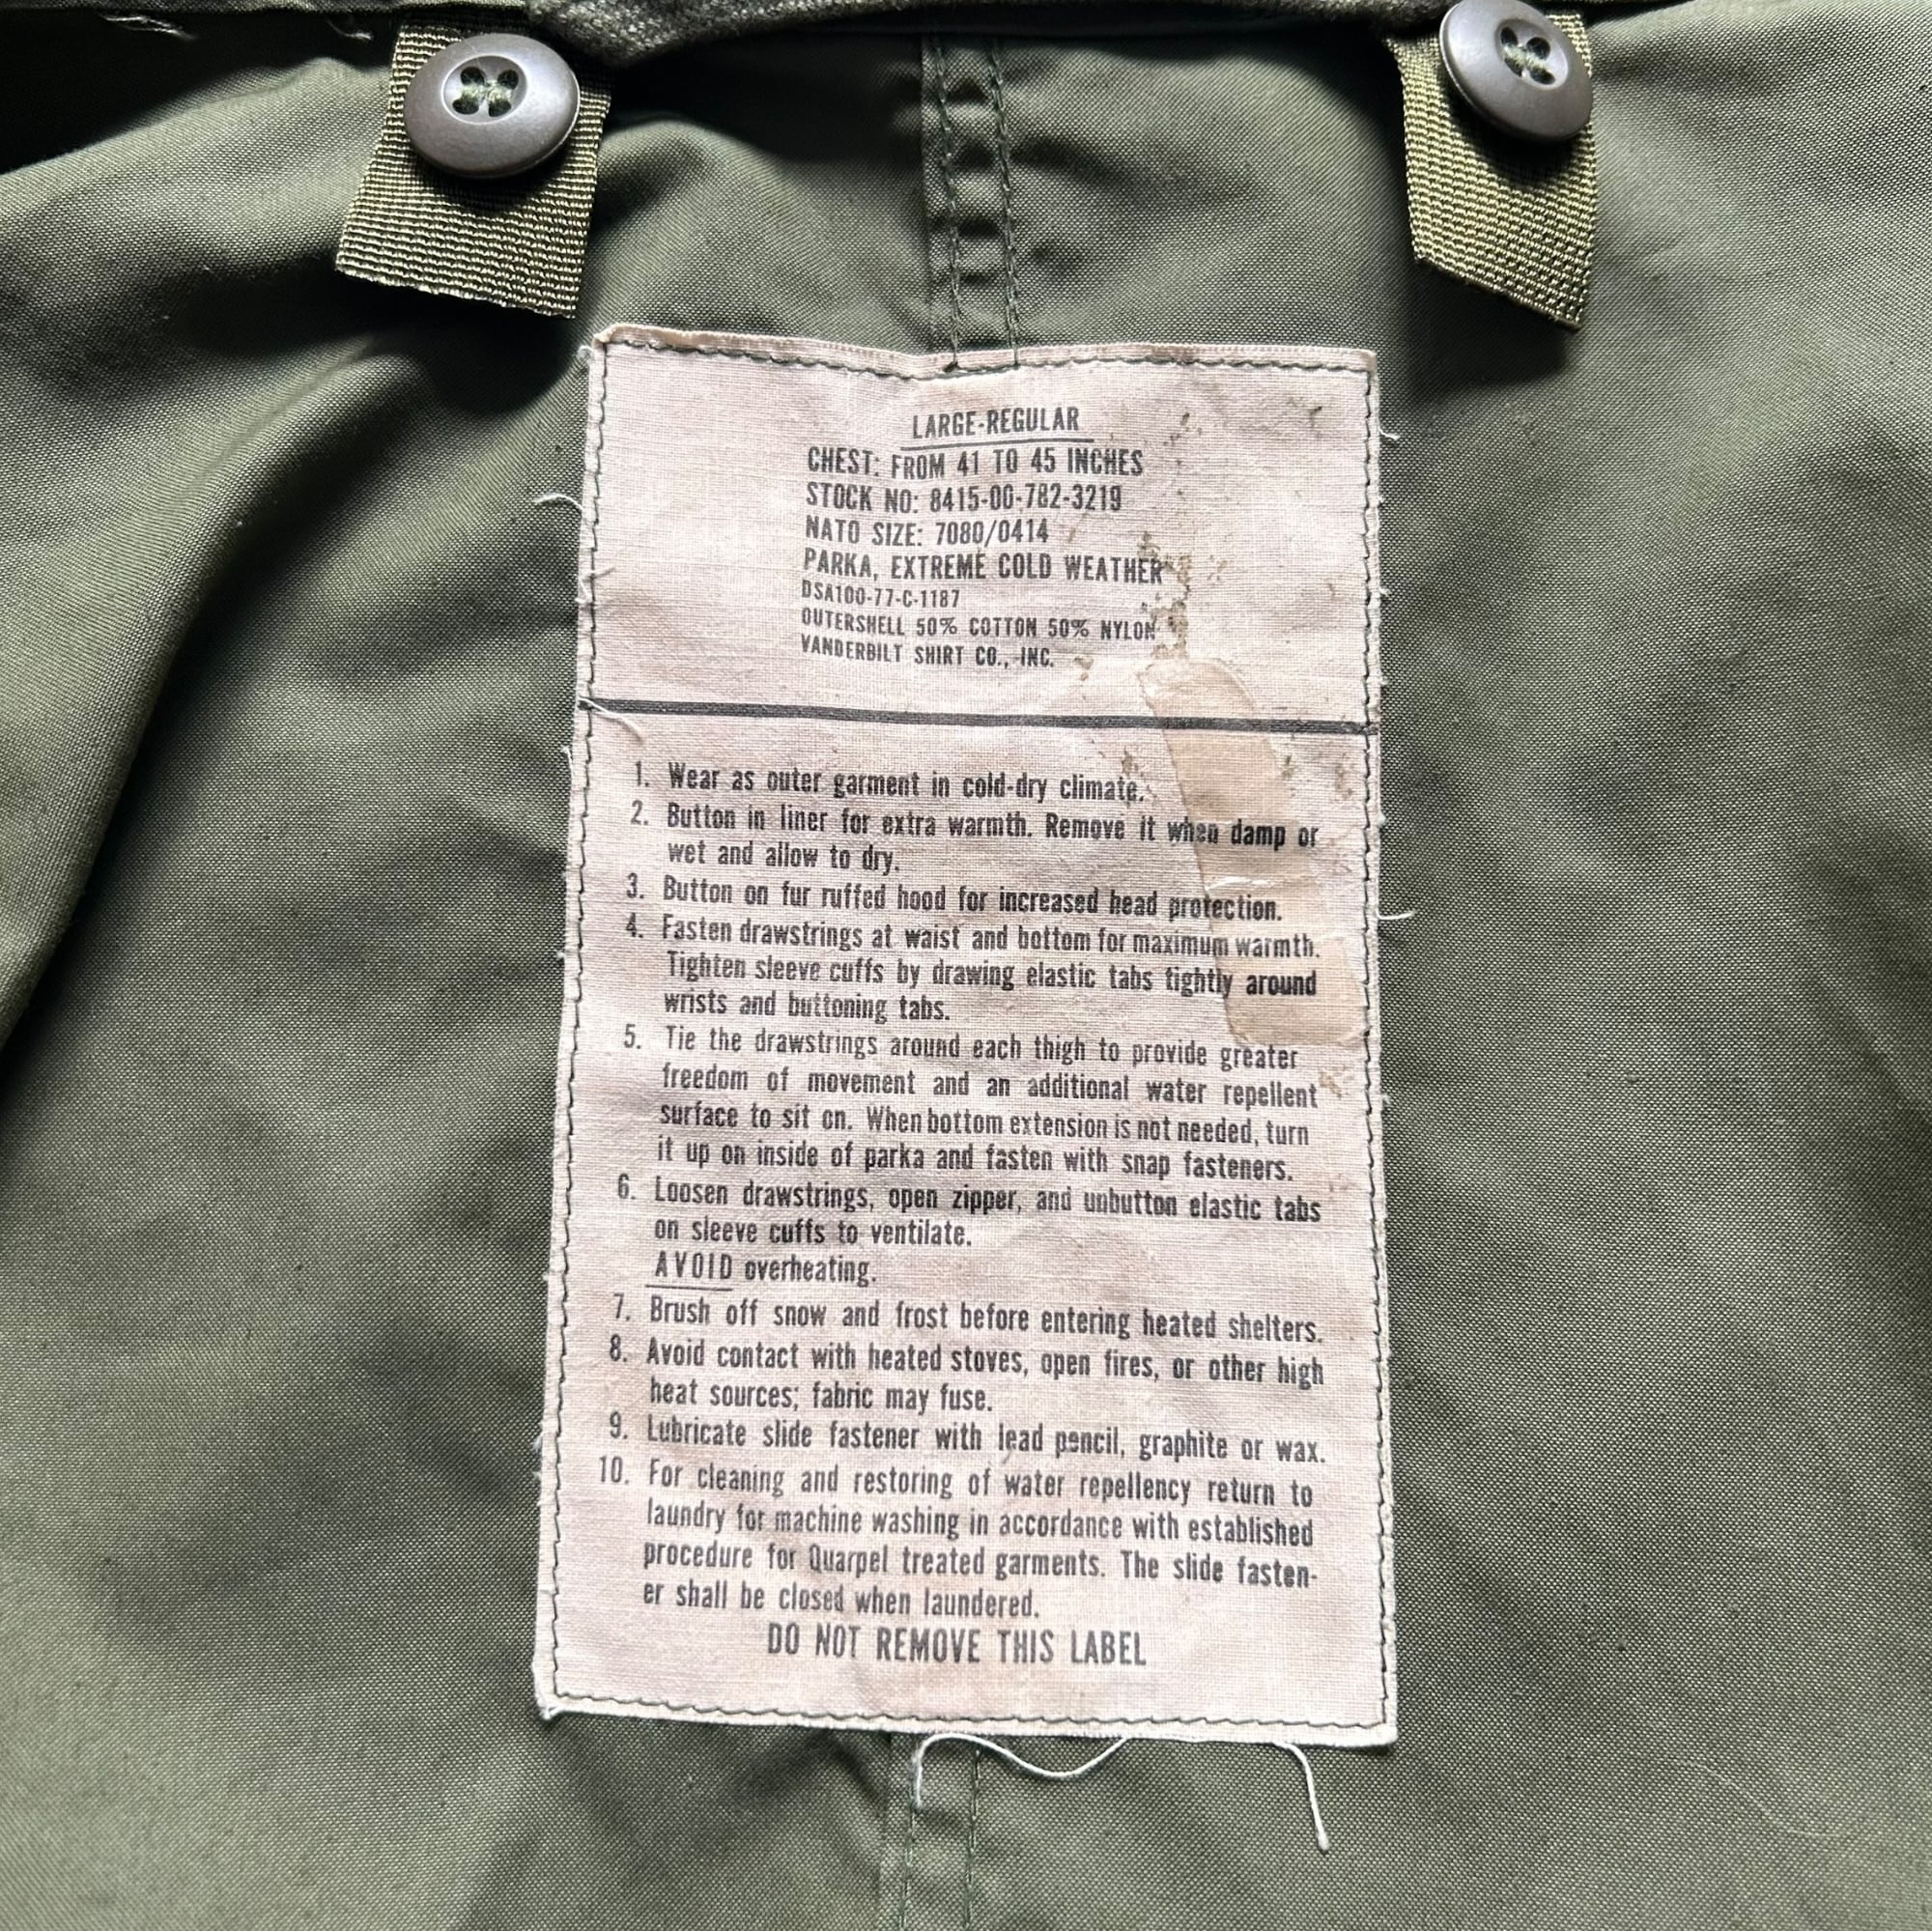 LARGE-REGULAR
CHEST: FROM 41 TO 45 INCHES
STOCK NO: 8415-00-782-3219
NATO SIZE: 7080/0414
PARKA, EXTREME COLD WEATHER
DSA100-77-C-1187
OUTERSHELL 50% COTTON 50% NYLON
VANDERBILT SHIRT CO., INC.
1. Wear as outer garment in cold-dry climate.
2. Button in liner for extra warmth. Remove it when damp or
wet and allow to dry.
3. Button on fur ruffed hood for increased head protection.
4. Fasten drawstrings at waist and bottom for maximum warmth.
Tighten sleeve cuffs by drawing elastic tabs tightly around
wrists and buttoning tabs.
5. Tie the drawstrings around each thigh to provide greater
freedom of movement and an additional water repellent
surface to sit on. When bottom extension is not needed, turn
it up on inside of parka and fasten with snap fasteners.
6. Loosen drawstrings, open zipper, and unbutton elastic tabs
on sleeve cuffs to ventilate.
AVOID overheating.
7. Brush off snow and frost before entering heated shelters.
8. Avoid contact with heated stoves, open fires, or other high
heat sources; fabric may fuse.
9. Lubricate slide fastener with lead pencil, graphite or wax.
10. For cleaning and restoring of water repellency return to
laundry for machine washing in accordance with established
procedure for Quarpel treated garments. The slide fasten-
er shall be closed when laundered.
DO NOT REMOVE THIS LABEL